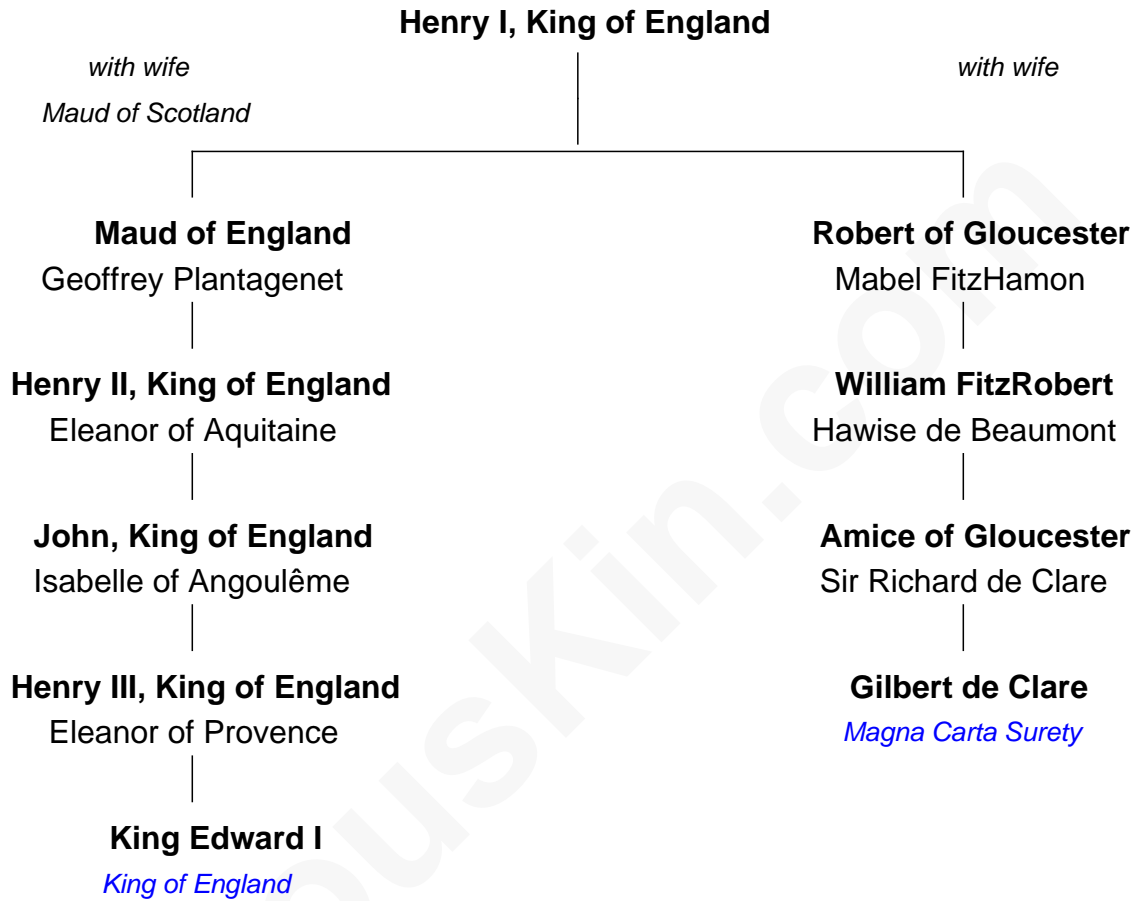 Henry I, King of England
with wife
Maud of Scotland
with wife
Maud of England
Geoffrey Plantagenet
Robert of Gloucester
Mabel FitzHamon
Henry II, King of England
Eleanor of Aquitaine
William FitzRobert
Hawise de Beaumont
John, King of England
Isabelle of Angoulême
Amice of Gloucester
Sir Richard de Clare
Henry III, King of England
Eleanor of Provence
Gilbert de Clare
Magna Carta Surety
King Edward I
King of England
ousKin.com